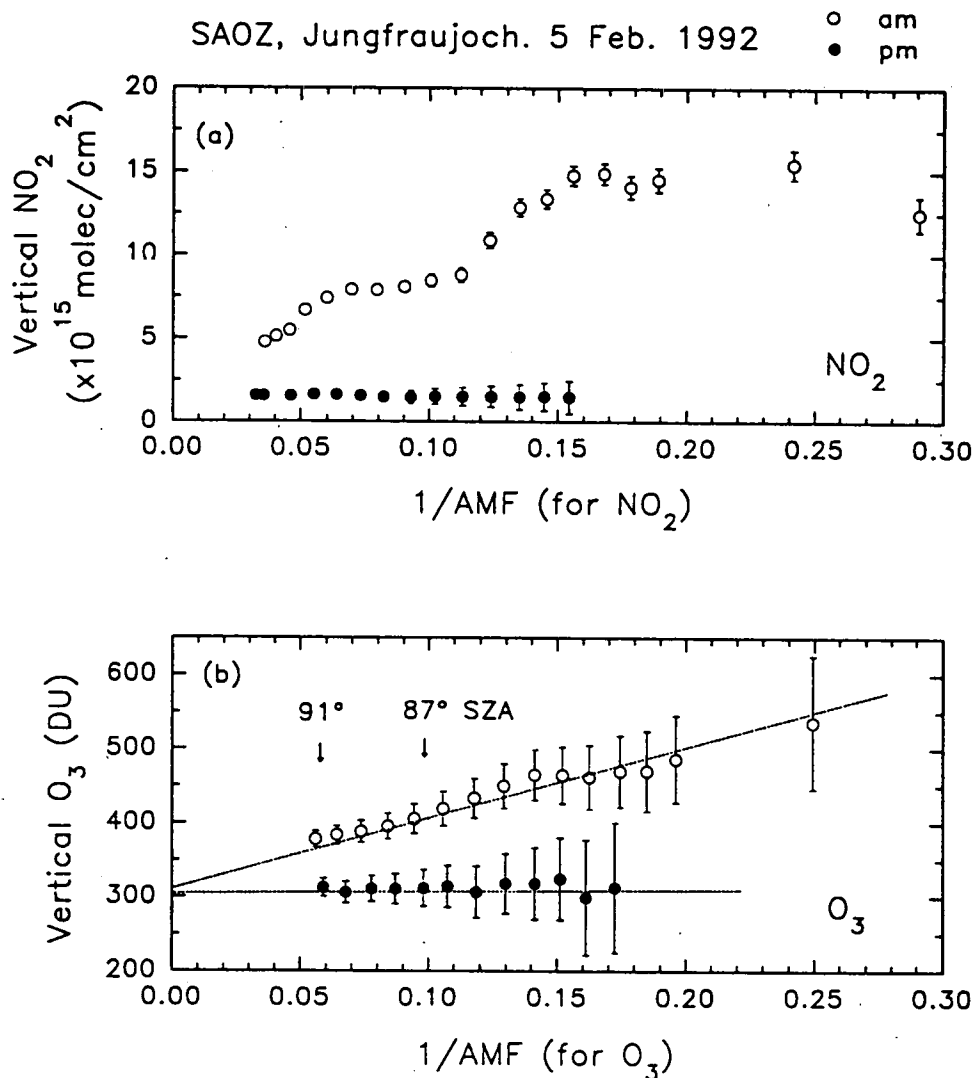 SAOZ, Jungfraujoch. 5 Feb. 1992
○ am
● pm
(a)
Vertical NO2
(x10^15 molec/cm^2)
20
15
10
5
0
NO2
0.00 0.05 0.10 0.15 0.20 0.25 0.30
1/AMF (for NO2)
(b)
91°
87° SZA
Vertical O3 (DU)
600
500
400
300
200
O3
0.00 0.05 0.10 0.15 0.20 0.25 0.30
1/AMF (for O3)